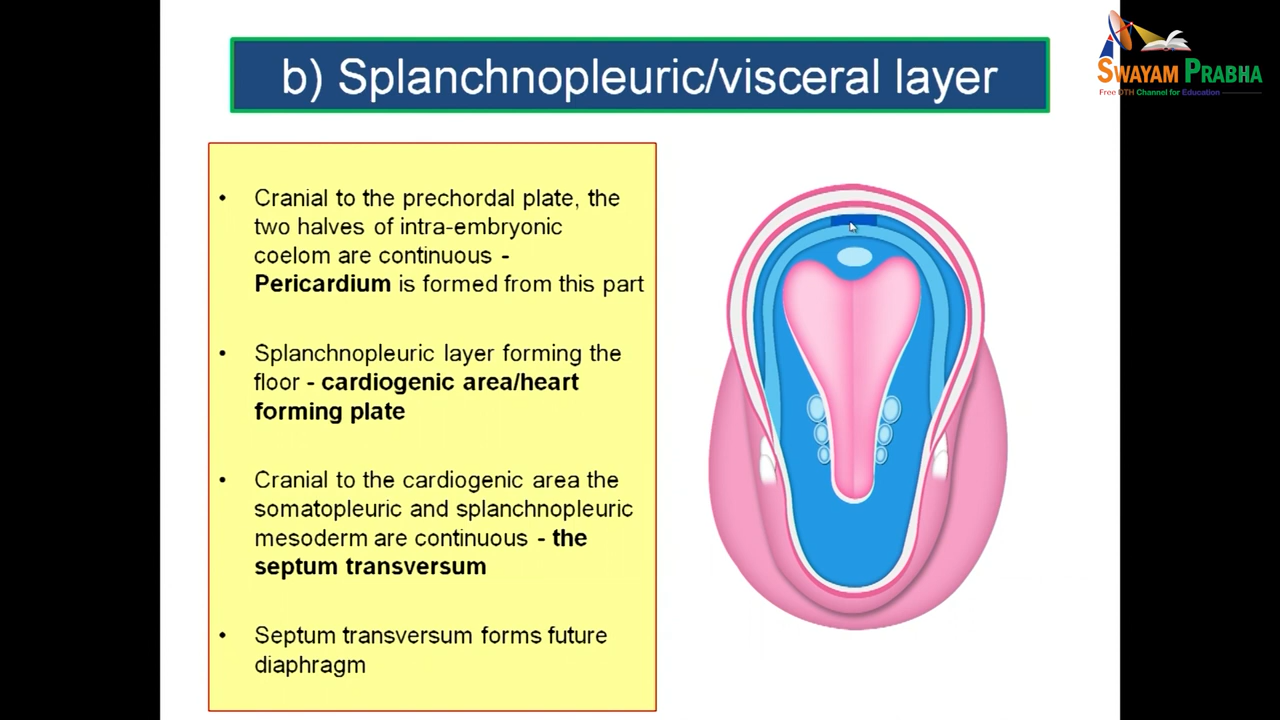 b) Splanchnopleuric/visceral layer
SWAYAM PRABHA
Free DTH Channel for Education
• Cranial to the prechordal plate, the
two halves of intra-embryonic
coelom are continuous -
Pericardium is formed from this part
• Splanchnopleuric layer forming the
floor - cardiogenic area/heart
forming plate
• Cranial to the cardiogenic area the
somatopleuric and splanchnopleuric
mesoderm are continuous - the
septum transversum
• Septum transversum forms future
diaphragm